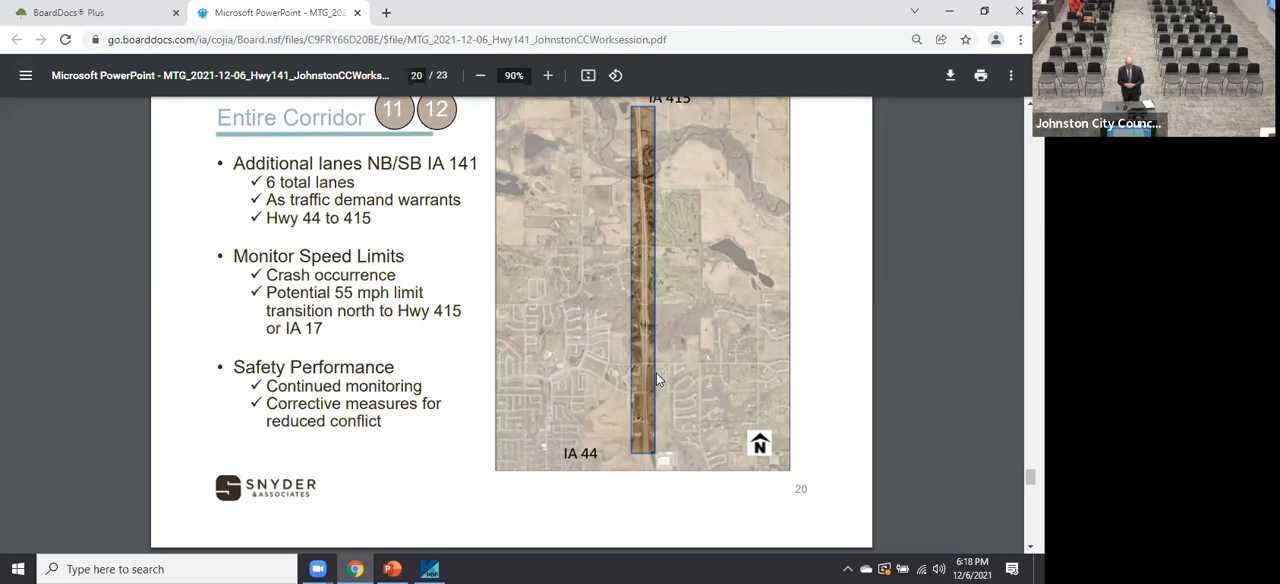 BoardDocs® Plus
Microsoft PowerPoint - MTG_202
go.boarddocs.com/ia/cojia/Board.nsf/files/C9FRY66D20BE/$file/MTG_2021-12-06_Hwy141_JohnstonCCWorksession.pdf
Microsoft PowerPoint - MTG_2021-12-06_Hwy141_JohnstonCCWorks...
20 / 23
90%
Johnston City Counc...
Entire Corridor
11
12
IA 415
• Additional lanes NB/SB IA 141
✓ 6 total lanes
✓ As traffic demand warrants
✓ Hwy 44 to 415
• Monitor Speed Limits
✓ Crash occurrence
✓ Potential 55 mph limit
transition north to Hwy 415
or IA 17
• Safety Performance
✓ Continued monitoring
✓ Corrective measures for
reduced conflict
IA 44
N
S
SNYDER
& ASSOCIATES
20
Type here to search
6:18 PM
12/6/2021